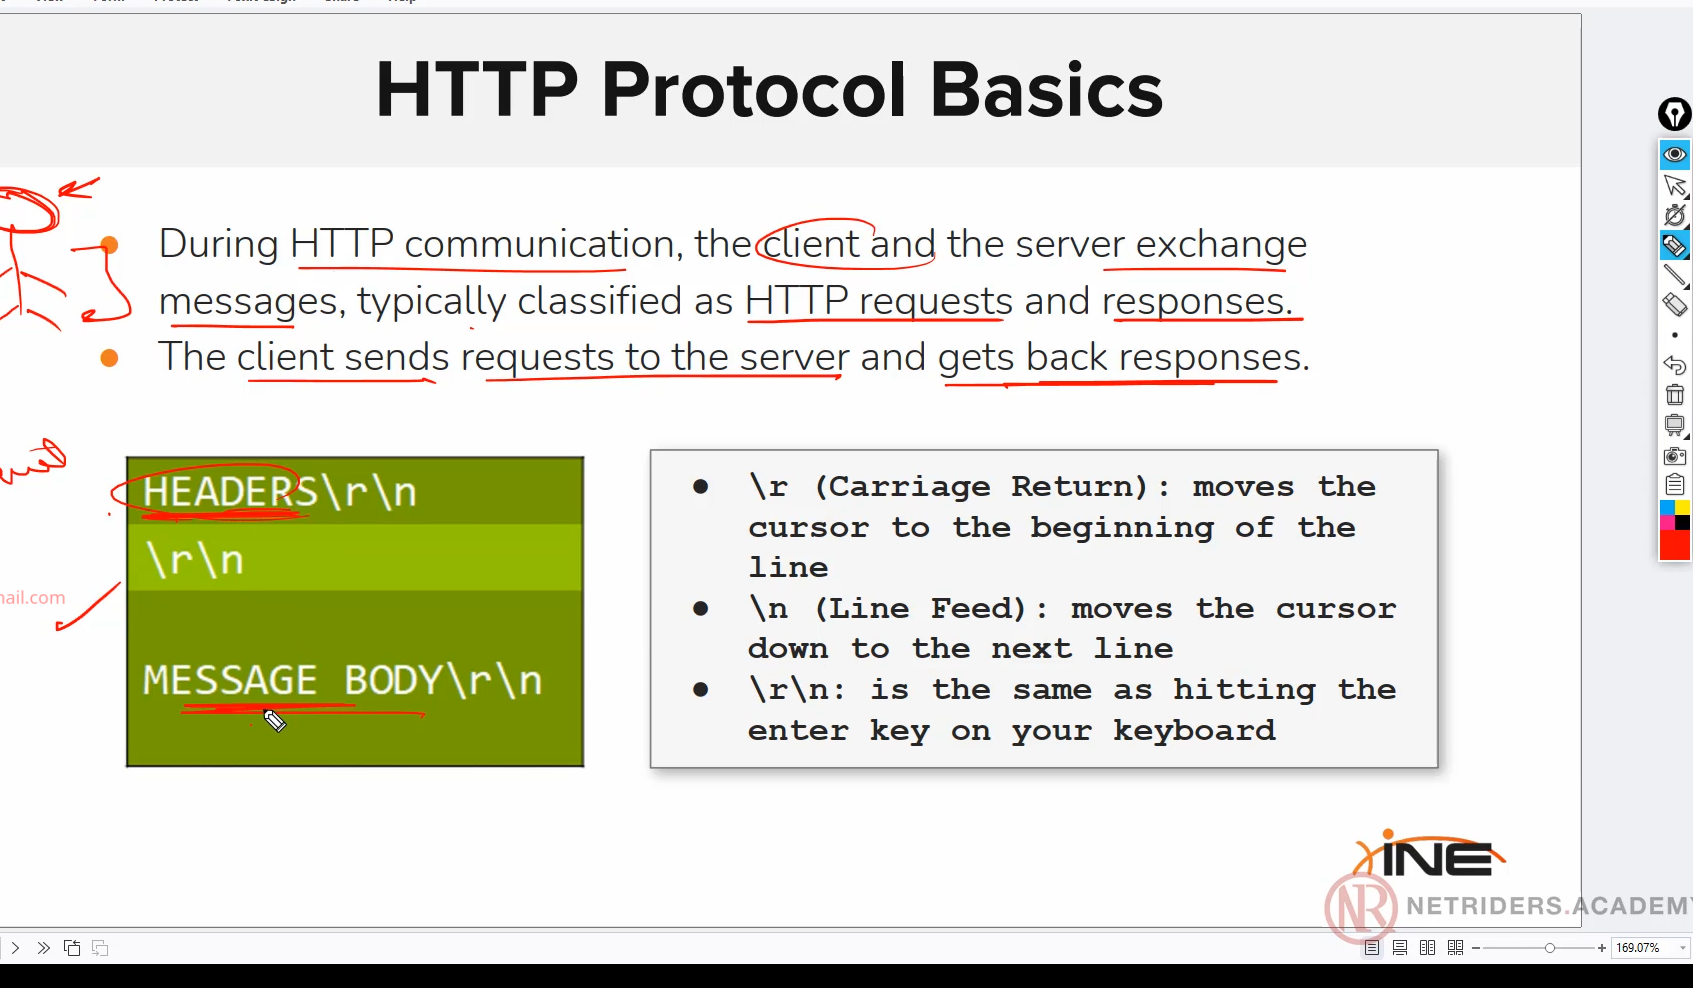 HTTP Protocol Basics
During HTTP communication, the client and the server exchange
messages, typically classified as HTTP requests and responses.
The client sends requests to the server and gets back responses.
HEADERS\r\n
\r\n
MESSAGE BODY\r\n
\r (Carriage Return): moves the
cursor to the beginning of the
line
\n (Line Feed): moves the cursor
down to the next line
\r\n: is the same as hitting the
enter key on your keyboard
iNE
NR NETRIDERS.ACADEMY
169.07%